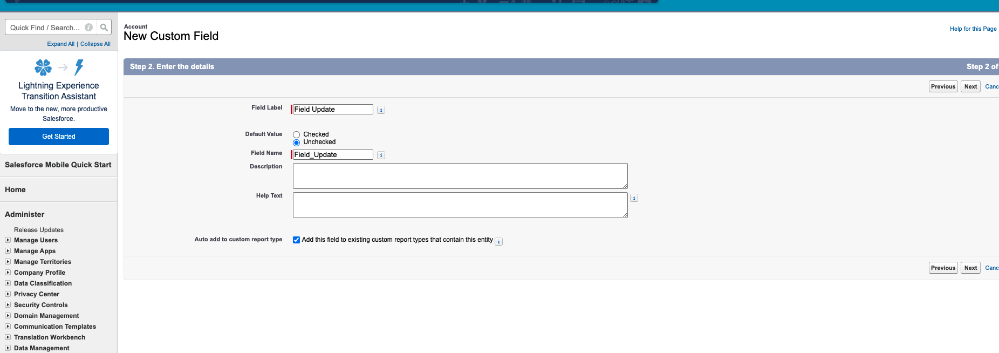 Quick Find / Search...
Expand All | Collapse All
Lightning Experience
Transition Assistant
Move to the new, more productive
Salesforce.
Get Started
Salesforce Mobile Quick Start
Home
Administer
Release Updates
Manage Users
Manage Apps
Manage Territories
Company Profile
Data Classification
Privacy Center
Security Controls
Domain Management
Communication Templates
Translation Workbench
Data Management
Account
New Custom Field
Help for this Page
Step 2. Enter the details
Step 2 of
Previous Next Canc
Field Label Field Update
Default Value Checked
Unchecked
Field Name Field_Update
Description
Help Text
Auto add to custom report type Add this field to existing custom report types that contain this entity
Previous Next Canc